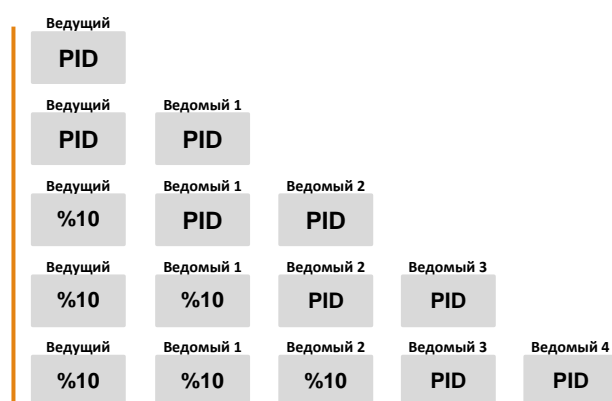 Ведущий
PID
Ведущий Ведомый 1
PID PID
Ведущий Ведомый 1 Ведомый 2
%10 PID PID
Ведущий Ведомый 1 Ведомый 2 Ведомый 3
%10 %10 PID PID
Ведущий Ведомый 1 Ведомый 2 Ведомый 3 Ведомый 4
%10 %10 %10 PID PID